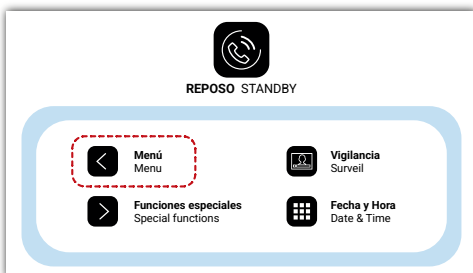 REPOSO STANDBY
Menú
Menu
Vigilancia
Surveil
Funciones especiales
Special functions
Fecha y Hora
Date & Time